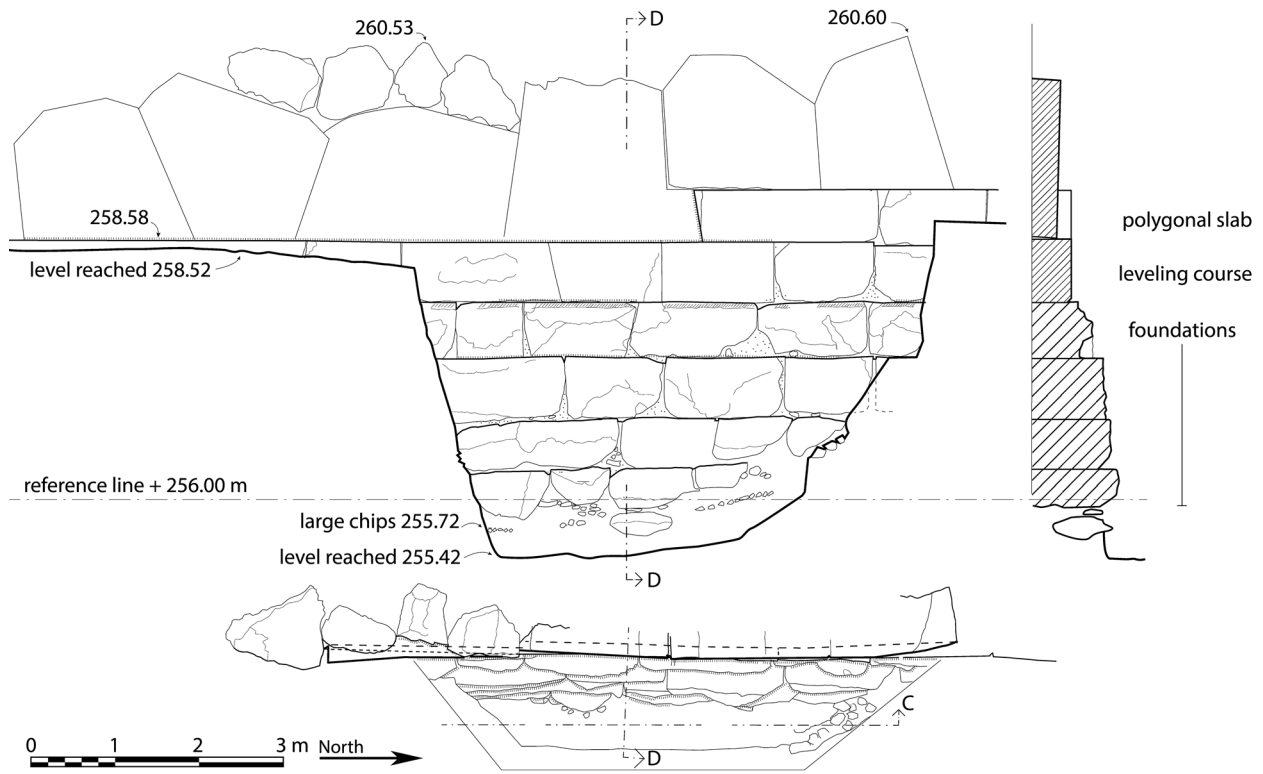 D
260.53
260.60
258.58
polygonal slab
level reached 258.52
leveling course
foundations
reference line + 256.00 m
large chips 255.72
level reached 255.42
D
C
D
0 1 2 3 m North